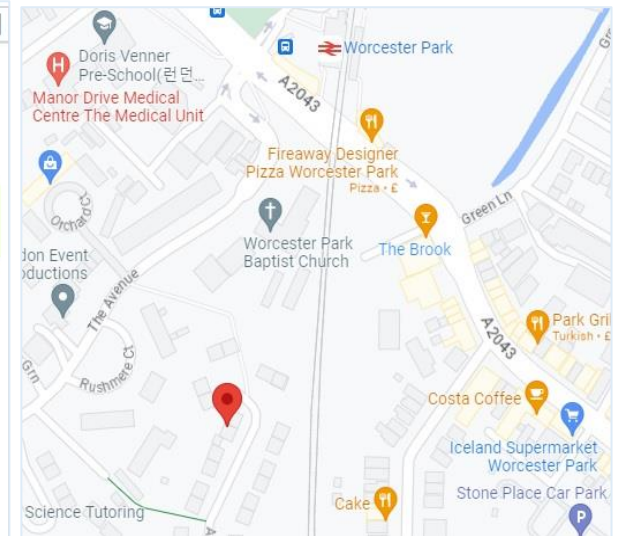 Doris Venner
Pre-School(런던...
Manor Drive Medical
Centre The Medical Unit
Worcester Park
A2043
Fireaway Designer
Pizza Worcester Park
Pizza • £
Orchard Ct
Green Ln
Worcester Park
Baptist Church
The Brook
don Event
oductions
The Avenue
Park Gri
Turkish • £
A2043
Grn
Rushmere Ct
Costa Coffee
Iceland Supermarket
Worcester Park
Stone Place Car Park
Cake
Science Tutoring
A
H
P